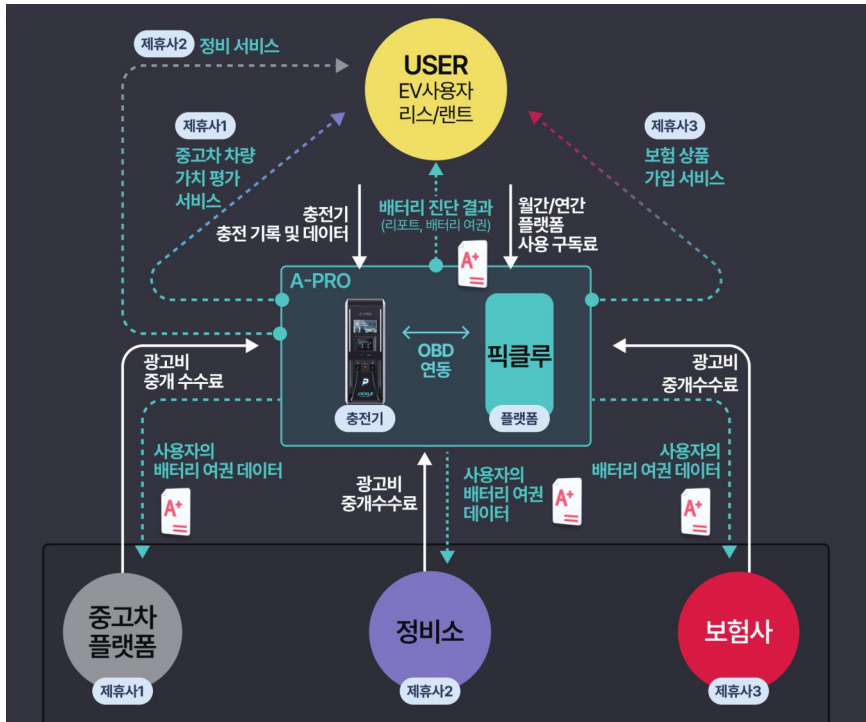 제휴사2 정비 서비스
USER
EV사용자
리스/랜트
제휴사1
중고차 차량
가치 평가
서비스
제휴사3
보험 상품
가입 서비스
충전기
충전 기록 및 데이터
배터리 진단 결과
(리포트, 배터리 여권)
월간/연간
플랫폼
사용 구독료
A+
A-PRO
OBD
연동
픽클루
충전기
플랫폼
광고비
중개 수수료
광고비
중개수수료
사용자의
배터리 여권 데이터
A+
광고비
중개수수료
사용자의
배터리 여권
데이터
A+
사용자의
배터리 여권 데이터
A+
중고차
플랫폼
제휴사1
정비소
제휴사2
보험사
제휴사3